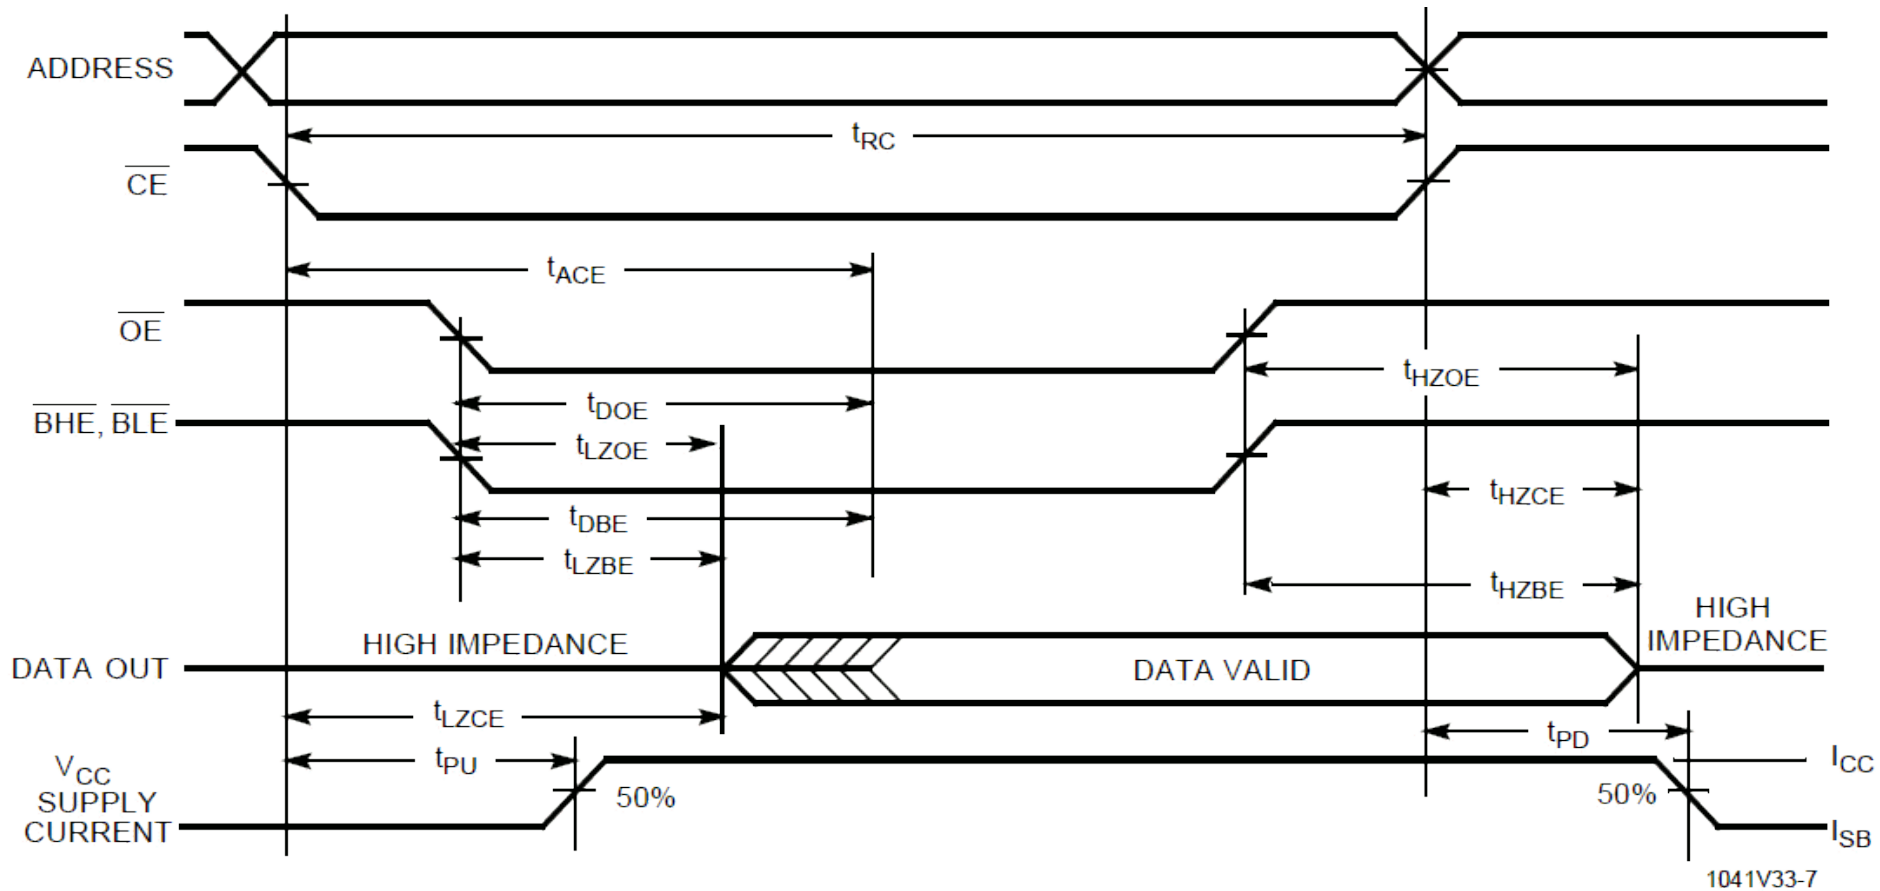 ADDRESS
tRC
CE
tACE
OE
tHZOE
tDOE
BHE, BLE
tLZOE
tHZCE
tDBE
tLZBE
tHZBE
HIGH
IMPEDANCE
HIGH IMPEDANCE
DATA OUT
DATA VALID
tLZCE
tPD
tPU
VCC
SUPPLY
CURRENT
50%
50%
ICC
ISB
1041V33-7